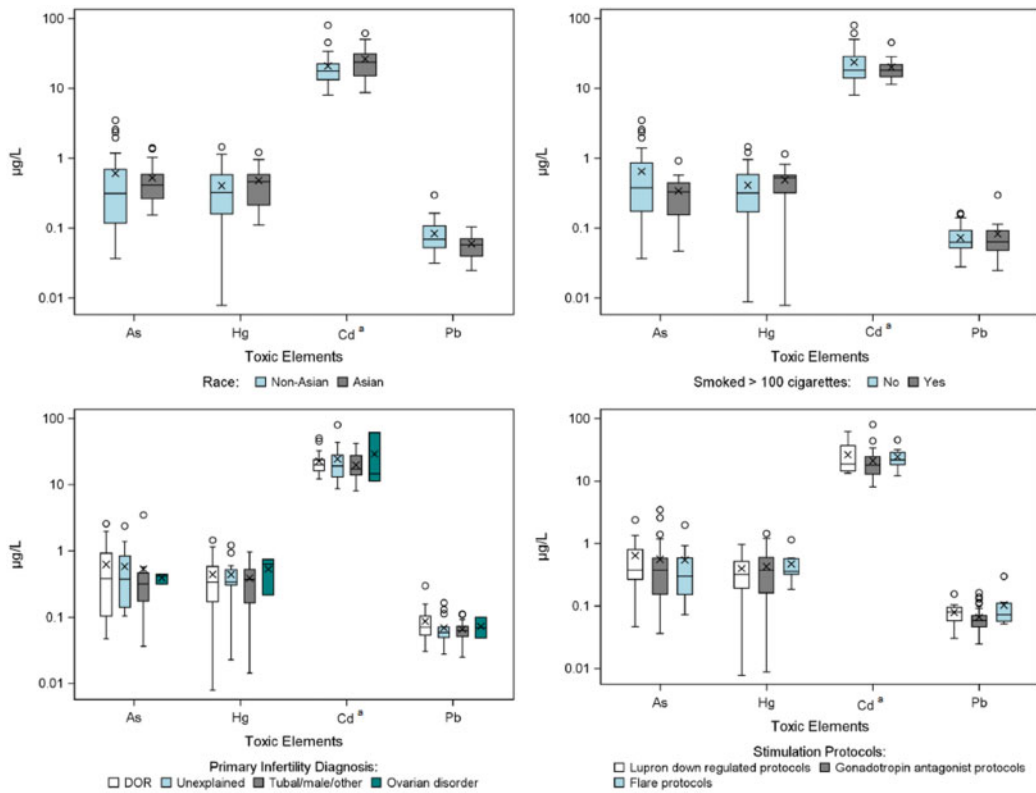 100
10
1
0.1
0.01
µg/L
As Hg Cd a Pb
Toxic Elements
Race: Non-Asian Asian
100
10
1
0.1
0.01
µg/L
As Hg Cd a Pb
Toxic Elements
Smoked > 100 cigarettes: No Yes
100
10
1
0.1
0.01
µg/L
As Hg Cd a Pb
Toxic Elements
Primary Infertility Diagnosis:
DOR Unexplained Tubal/male/other Ovarian disorder
100
10
1
0.1
0.01
µg/L
As Hg Cd a Pb
Toxic Elements
Stimulation Protocols:
Lupron down regulated protocols Gonadotropin antagonist protocols
Flare protocols